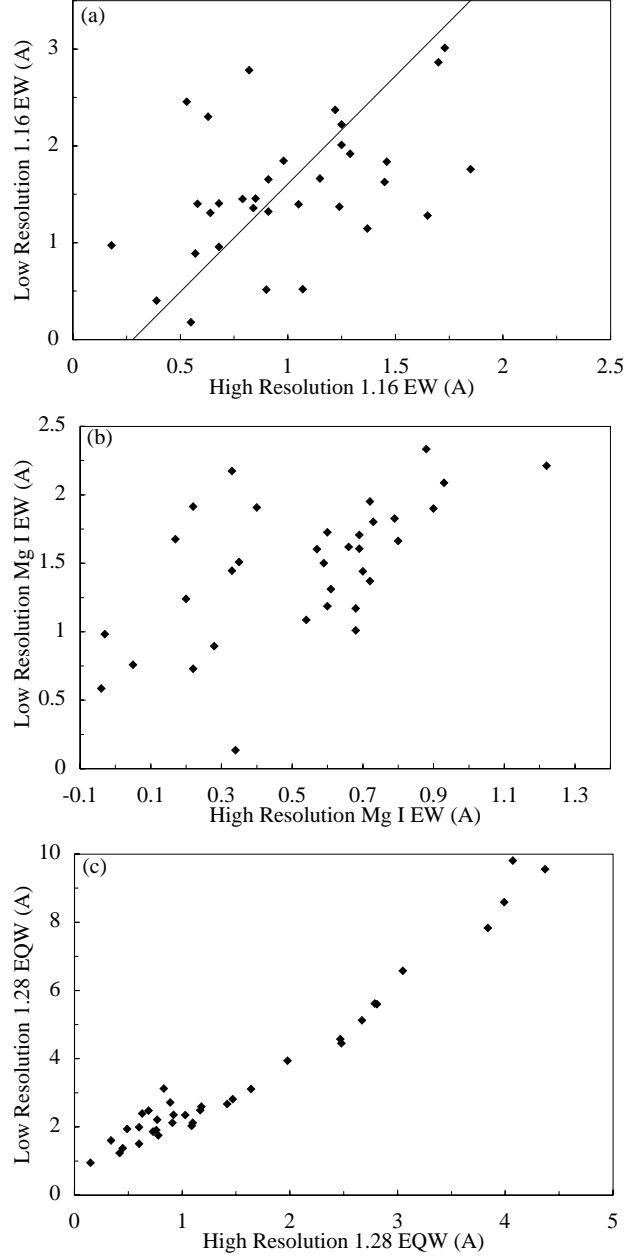 (a)
3
2
1
0
Low Resolution 1.16 EW (A)
0 0.5 1 1.5 2 2.5
High Resolution 1.16 EW (A)
(b)
2.5
2
1.5
1
0.5
0
Low Resolution Mg I EW (A)
-0.1 0.1 0.3 0.5 0.7 0.9 1.1 1.3
High Resolution Mg I EW (A)
(c)
10
8
6
4
2
0
Low Resolution 1.28 EQW (A)
0 1 2 3 4 5
High Resolution 1.28 EQW (A)